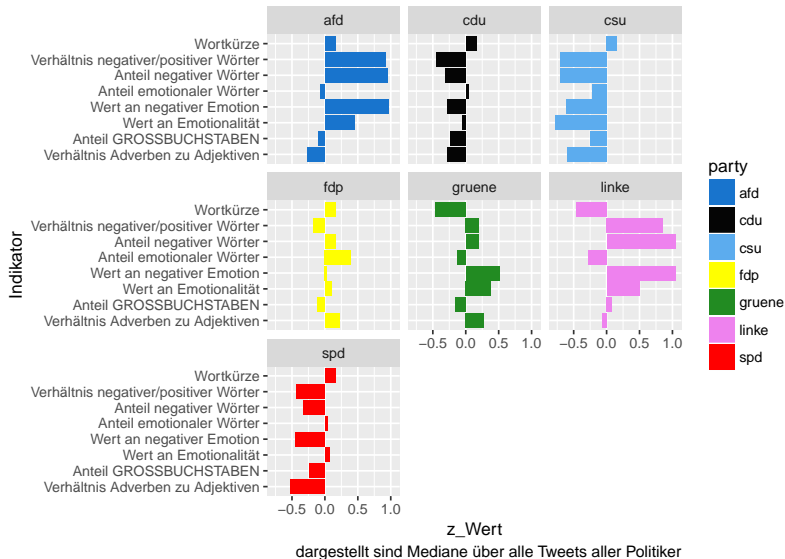 afd
cdu
csu
Wortkürze
Verhältnis negativer/positiver Wörter
Anteil negativer Wörter
Anteil emotionaler Wörter
Wert an negativer Emotion
Wert an Emotionalität
Anteil GROSSBUCHSTABEN
Verhältnis Adverben zu Adjektiven
fdp
gruene
linke
Wortkürze
Verhältnis negativer/positiver Wörter
Anteil negativer Wörter
Anteil emotionaler Wörter
Wert an negativer Emotion
Wert an Emotionalität
Anteil GROSSBUCHSTABEN
Verhältnis Adverben zu Adjektiven
−0.5 0.0 0.5 1.0
−0.5 0.0 0.5 1.0
spd
Wortkürze
Verhältnis negativer/positiver Wörter
Anteil negativer Wörter
Anteil emotionaler Wörter
Wert an negativer Emotion
Wert an Emotionalität
Anteil GROSSBUCHSTABEN
Verhältnis Adverben zu Adjektiven
−0.5 0.0 0.5 1.0
Indikator
z_Wert
dargestellt sind Mediane über alle Tweets aller Politiker
party
afd
cdu
csu
fdp
gruene
linke
spd